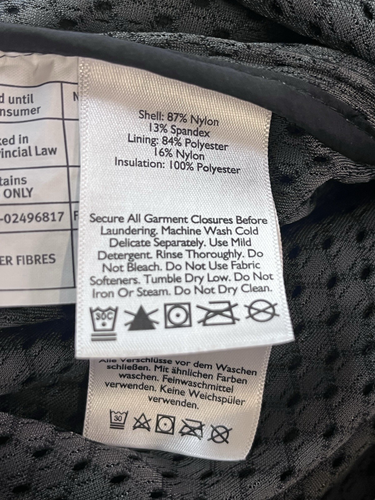 d until
nsumer
ed in
incial Law
tains
ONLY
-02496817
ER FIBRES
Shell: 87% Nylon
13% Spandex
Lining: 84% Polyester
16% Nylon
Insulation: 100% Polyester
Secure All Garment Closures Before
Laundering. Machine Wash Cold
Delicate Separately. Use Mild
Detergent. Rinse Thoroughly. Do
Not Bleach. Do Not Use Fabric
Softeners. Tumble Dry Low. Do Not
Iron Or Steam. Do Not Dry Clean.
30C
Alle Verschlüsse vor dem Waschen
schließen. Mit ähnlichen Farben
waschen. Feinwaschmittel
verwenden. Keine Weichspüler
verwenden.
30